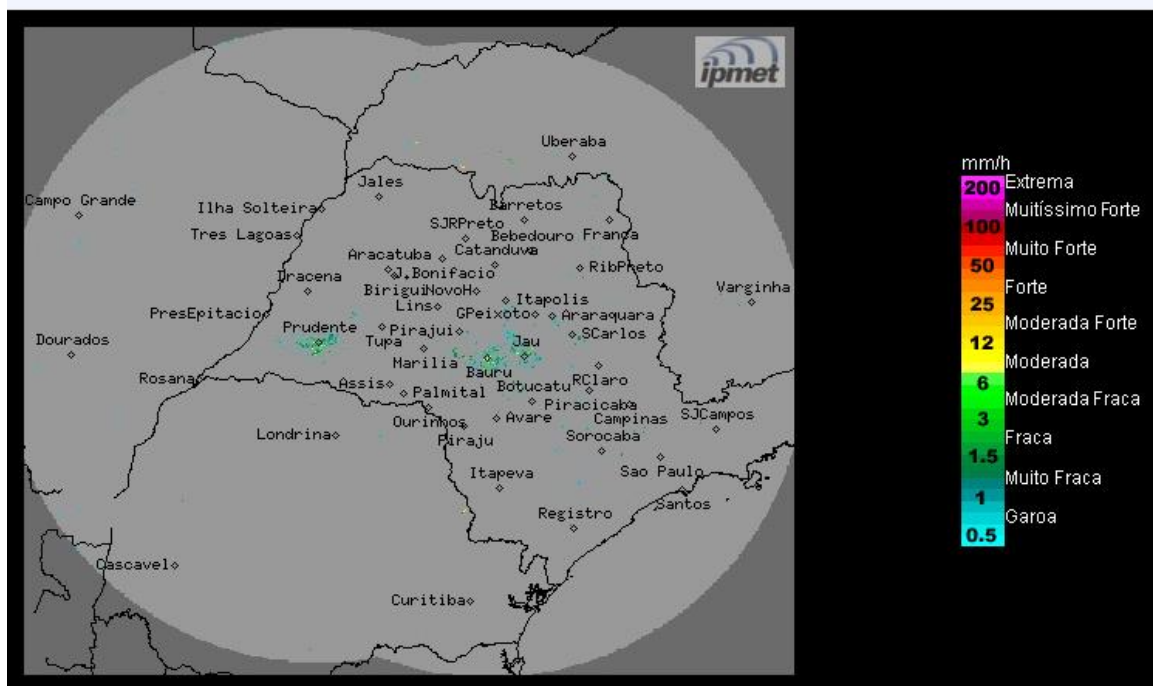 ipmet
Uberaba
Jales
Campo Grande
Ilha Solteira
Barretos
Tres Lagoas
SJRPreto
Bebedouro
Franca
Aracatuba
Catanduva
J.Bonifacio
RibPreto
Dracena
Birigui
NovoH
Varginha
Lins
Itapolis
PresEpitacio
GPeixoto
Araraquara
Prudente
Pirajui
SCarlos
Dourados
Tupa
Jau
Marilia
Bauru
Rosana
Assis
Botucatu
RClaro
Palmital
Piracicaba
Ourinhos
Avare
Campinas
SJCampos
Londrina
Piraju
Sorocaba
Itapeva
Sao Paulo
Santos
Registro
Cascavel
Curitiba
mm/h
200 Extrema
Muitíssimo Forte
100
Muito Forte
50
Forte
25
Moderada Forte
12
Moderada
6
Moderada Fraca
3
Fraca
1.5
Muito Fraca
1
Garoa
0.5